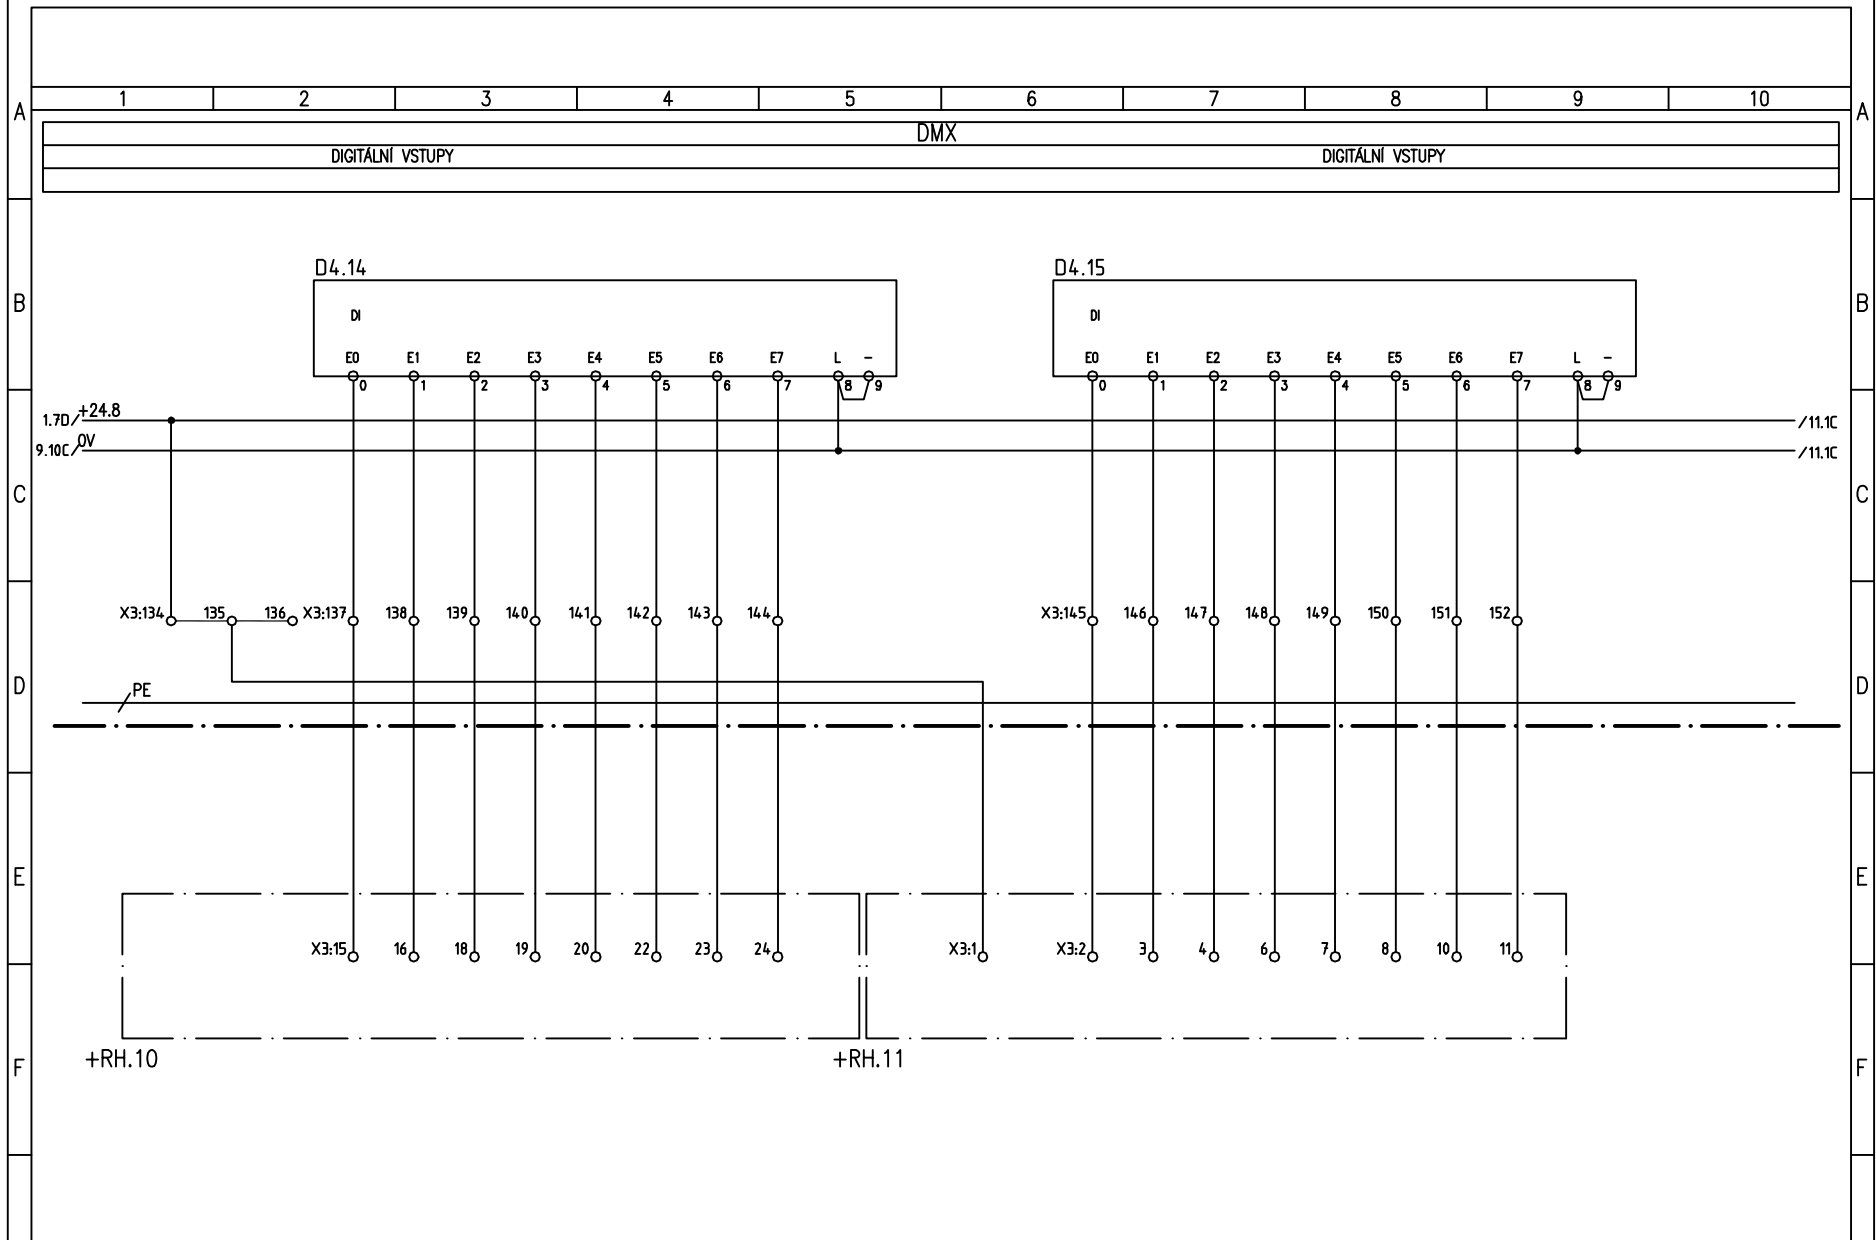 1 2 3 4 5 6 7 8 9 10
A A
DMX
DIGITÁLNÍ VSTUPY DIGITÁLNÍ VSTUPY
D4.14 D4.15
B B
DI DI
E0 E1 E2 E3 E4 E5 E6 E7 L – E0 E1 E2 E3 E4 E5 E6 E7 L –
0 1 2 3 4 5 6 7 8 9 0 1 2 3 4 5 6 7 8 9
1.7D/ +24.8 /11.1C
9.10C/ 0V /11.1C
C C
X3:134 135 136 X3:137 138 139 140 141 142 143 144 X3:145 146 147 148 149 150 151 152
D PE D
E E
X3:15 16 18 19 20 22 23 24 X3:1 X3:2 3 4 6 7 8 10 11
+RH.10 +RH.11
F F